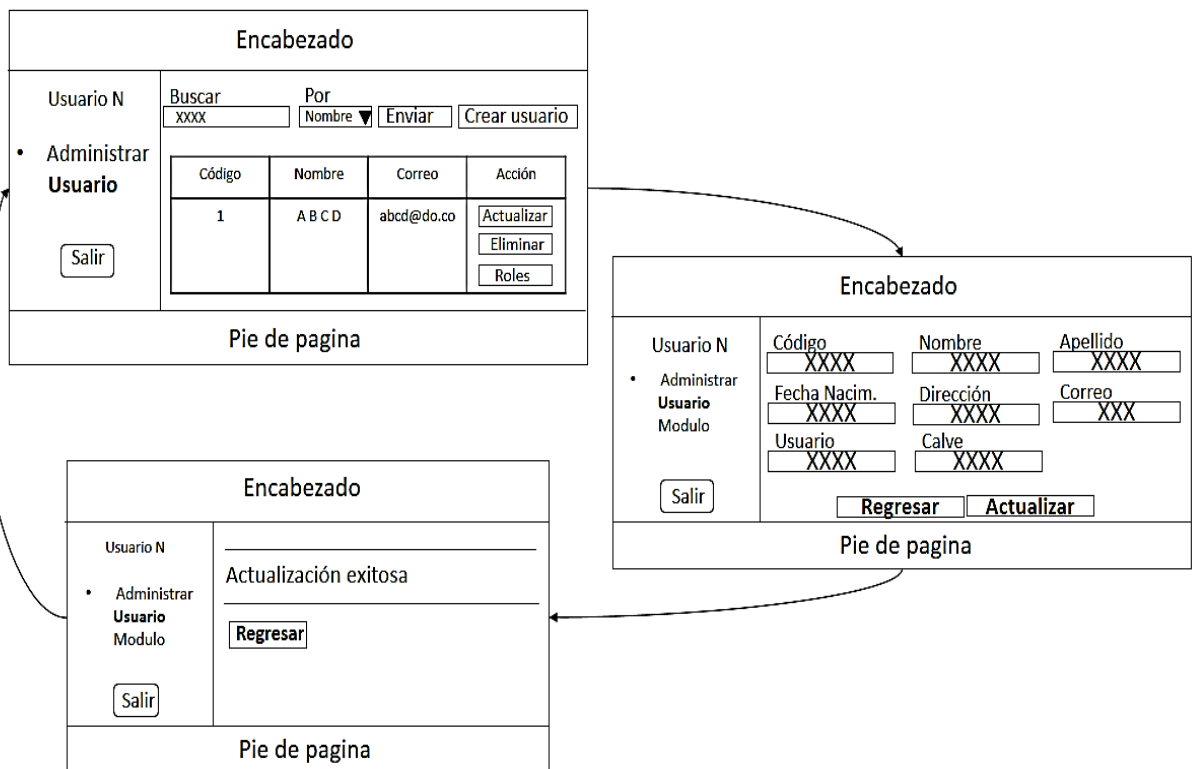 Encabezado
Usuario N
• Administrar
Usuario
Salir
Buscar Por
XXXX Nombre Enviar Crear usuario
Código Nombre Correo Acción
1 A B C D abcd@do.co Actualizar
Eliminar
Roles
Pie de pagina
Encabezado
Usuario N
• Administrar
Usuario
Modulo
Salir
Código Nombre Apellido
XXXX XXXX XXXX
Fecha Nacim. Dirección Correo
XXXX XXXX XXX
Usuario Calve
XXXX XXXX
Regresar Actualizar
Pie de pagina
Encabezado
Usuario N
• Administrar
Usuario
Modulo
Salir
Actualización exitosa
Regresar
Pie de pagina